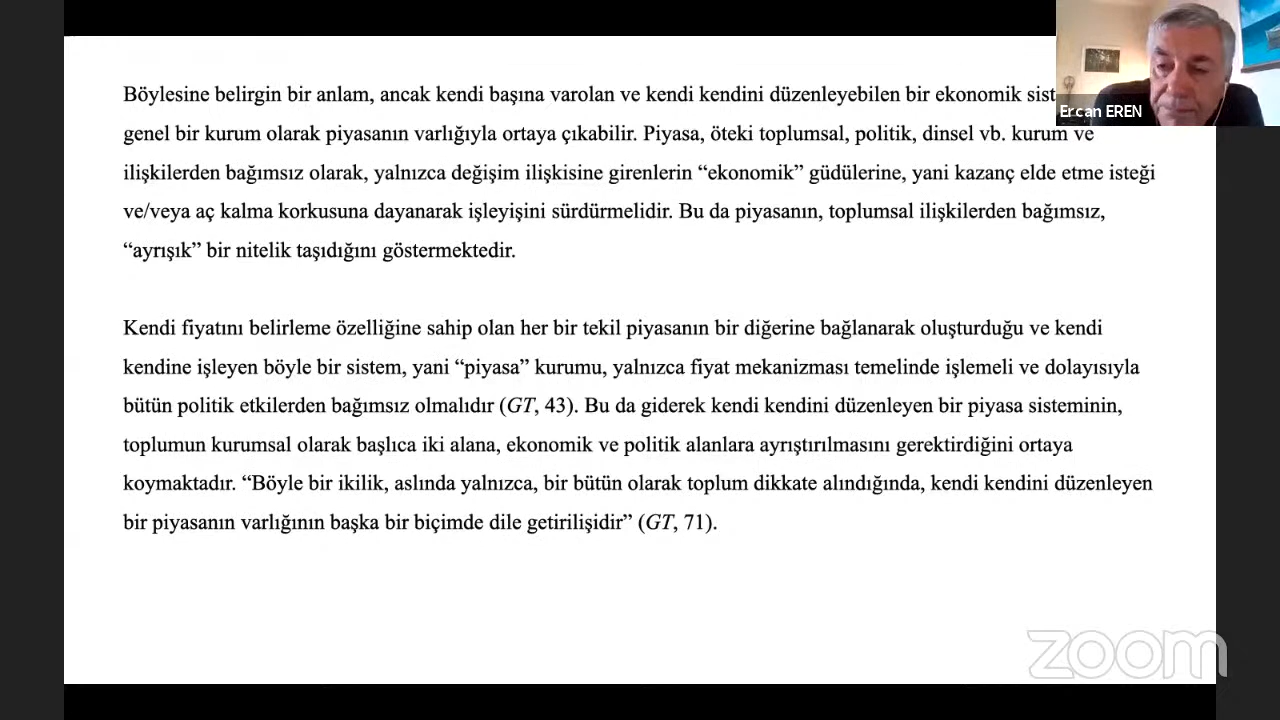 Böylesine belirgin bir anlam, ancak kendi başına varolan ve kendi kendini düzenleyebilen bir ekonomik
genel bir kurum olarak piyasanın varlığıyla ortaya çıkabilir. Piyasa, öteki toplumsal, politik, dinsel vb. kurum ve
ilişkilerden bağımsız olarak, yalnızca değişim ilişkisine girenlerin “ekonomik” güdülerine, yani kazanç elde etme isteği
ve/veya aç kalma korkusuna dayanarak işleyişini sürdürmelidir. Bu da piyasanın, toplumsal ilişkilerden bağımsız,
“ayrışık” bir nitelik taşıdığını göstermektedir.
Kendi fiyatını belirleme özelliğine sahip olan her bir tekil piyasanın bir diğerine bağlanarak oluşturduğu ve kendi
kendine işleyen böyle bir sistem, yani “piyasa” kurumu, yalnızca fiyat mekanizması temelinde işlemeli ve dolayısıyla
bütün politik etkilerden bağımsız olmalıdır (GT, 43). Bu da giderek kendi kendini düzenleyen bir piyasa sisteminin,
toplumun kurumsal olarak başlıca iki alana, ekonomik ve politik alanlara ayrıştırılmasını gerektirdiğini ortaya
koymaktadır. “Böyle bir ikilik, aslında yalnızca, bir bütün olarak toplum dikkate alındığında, kendi kendini düzenleyen
bir piyasanın varlığının başka bir biçimde dile getirilişidir” (GT, 71).
Ercan EREN
zoom